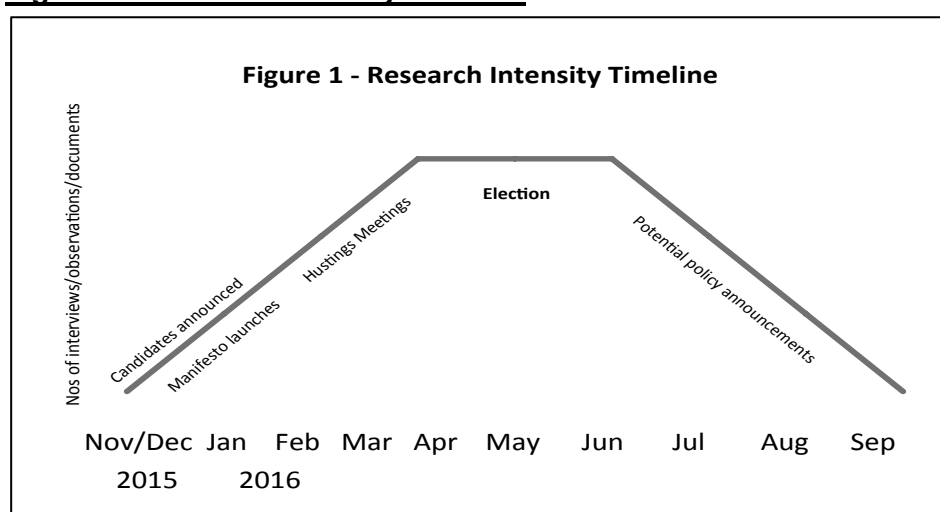 Figure 1 - Research Intensity Timeline
Nos of interviews/observations/documents
Candidates announced
Manifesto launches
Hustings Meetings
Election
Potential policy announcements
Nov/Dec Jan Feb Mar Apr May Jun Jul Aug Sep
2015 2016